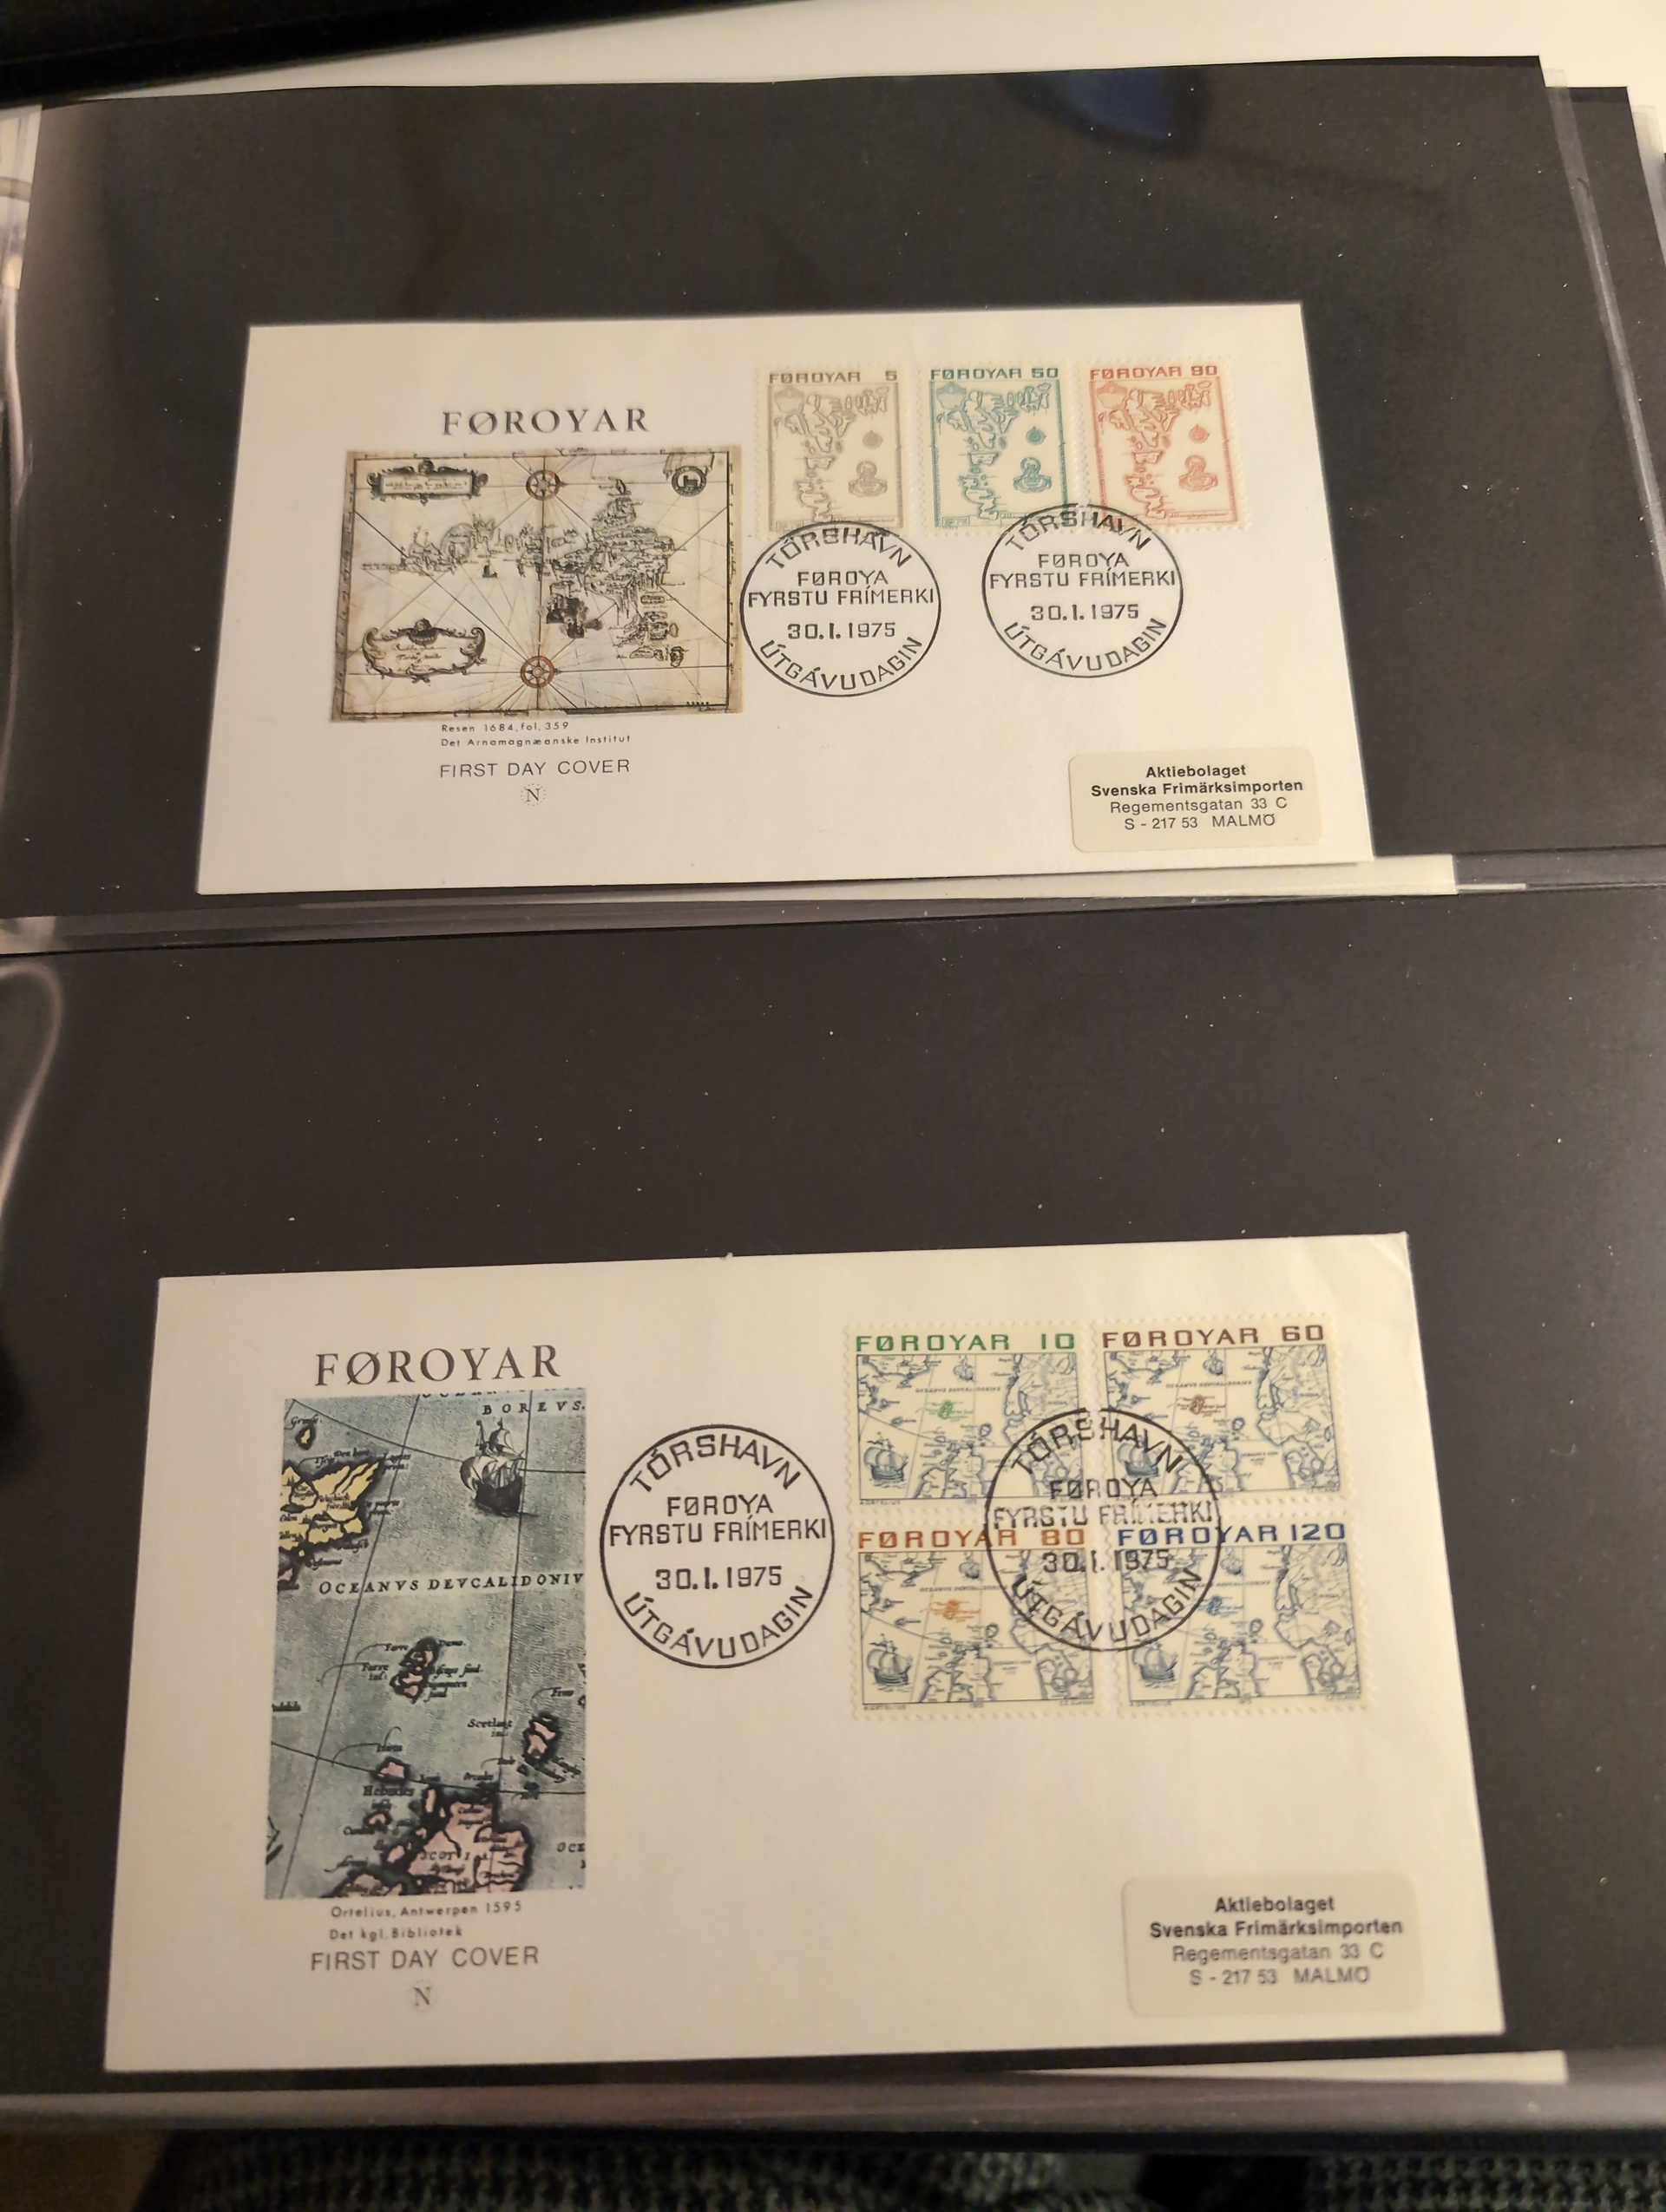 FØROYAR
FØROYAR 5
FØROYAR 50
FØROYAR 90
TÓRSHAVN
FØROYA
FYRSTU FRÍMERKI
30.1.1975
ÚTGÁVUDAGIN
TÓRSHAVN
FØROYA
FYRSTU FRÍMERKI
30.1.1975
ÚTGÁVUDAGIN
Resen 1684, fol. 359
Det Arnamagnæanske Institut
FIRST DAY COVER
N
Aktiebolaget
Svenska Frimärksimporten
Regementsgatan 33 C
S - 217 53 MALMÖ
FØROYAR
BOREVS.
OCEANVS DEVCALIDONIV
SCOTI
Ortelius, Antwerpen 1595
Det kgl. Bibliotek
FIRST DAY COVER
N
TÓRSHAVN
FØROYA
FYRSTU FRÍMERKI
30.1.1975
ÚTGÁVUDAGIN
FØROYAR 10
FØROYAR 60
FØROYAR 80
FØROYAR 120
TÓRSHAVN
FØROYA
FYRSTU FRÍMERKI
30.1.1975
ÚTGÁVUDAGIN
Aktiebolaget
Svenska Frimärksimporten
Regementsgatan 33 C
S - 217 53 MALMÖ